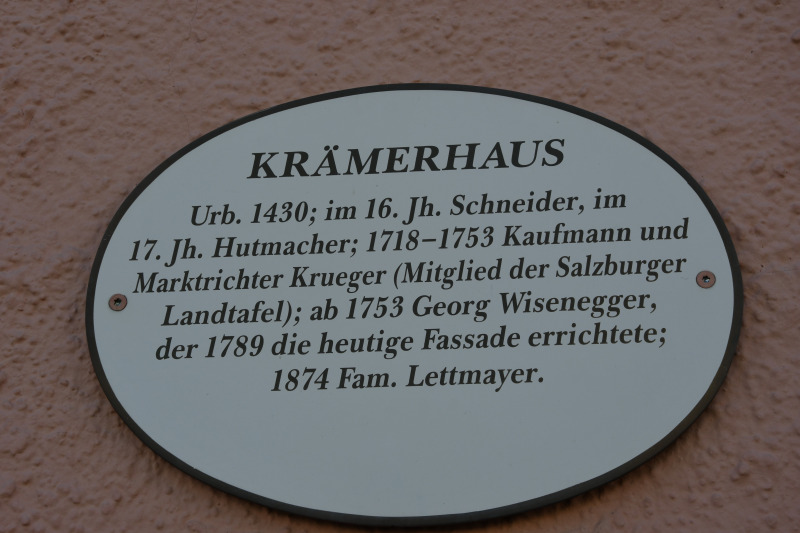 KRÄMERHAUS
Urb. 1430; im 16. Jh. Schneider, im
17. Jh. Hutmacher; 1718–1753 Kaufmann und
Marktrichter Krueger (Mitglied der Salzburger
Landtafel); ab 1753 Georg Wisenegger,
der 1789 die heutige Fassade errichtete;
1874 Fam. Lettmayer.